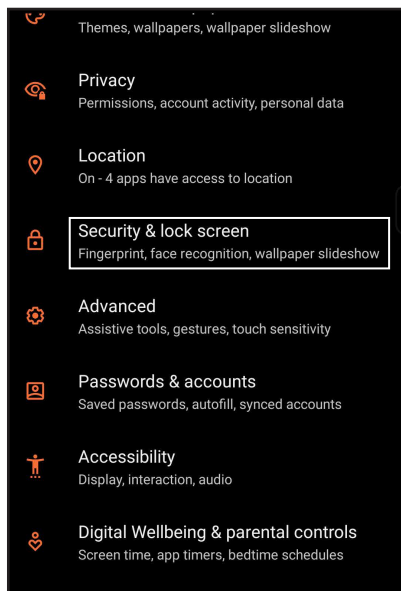 Themes, wallpapers, wallpaper slideshow
Privacy
Permissions, account activity, personal data
Location
On - 4 apps have access to location
Security & lock screen
Fingerprint, face recognition, wallpaper slideshow
Advanced
Assistive tools, gestures, touch sensitivity
Passwords & accounts
Saved passwords, autofill, synced accounts
Accessibility
Display, interaction, audio
Digital Wellbeing & parental controls
Screen time, app timers, bedtime schedules